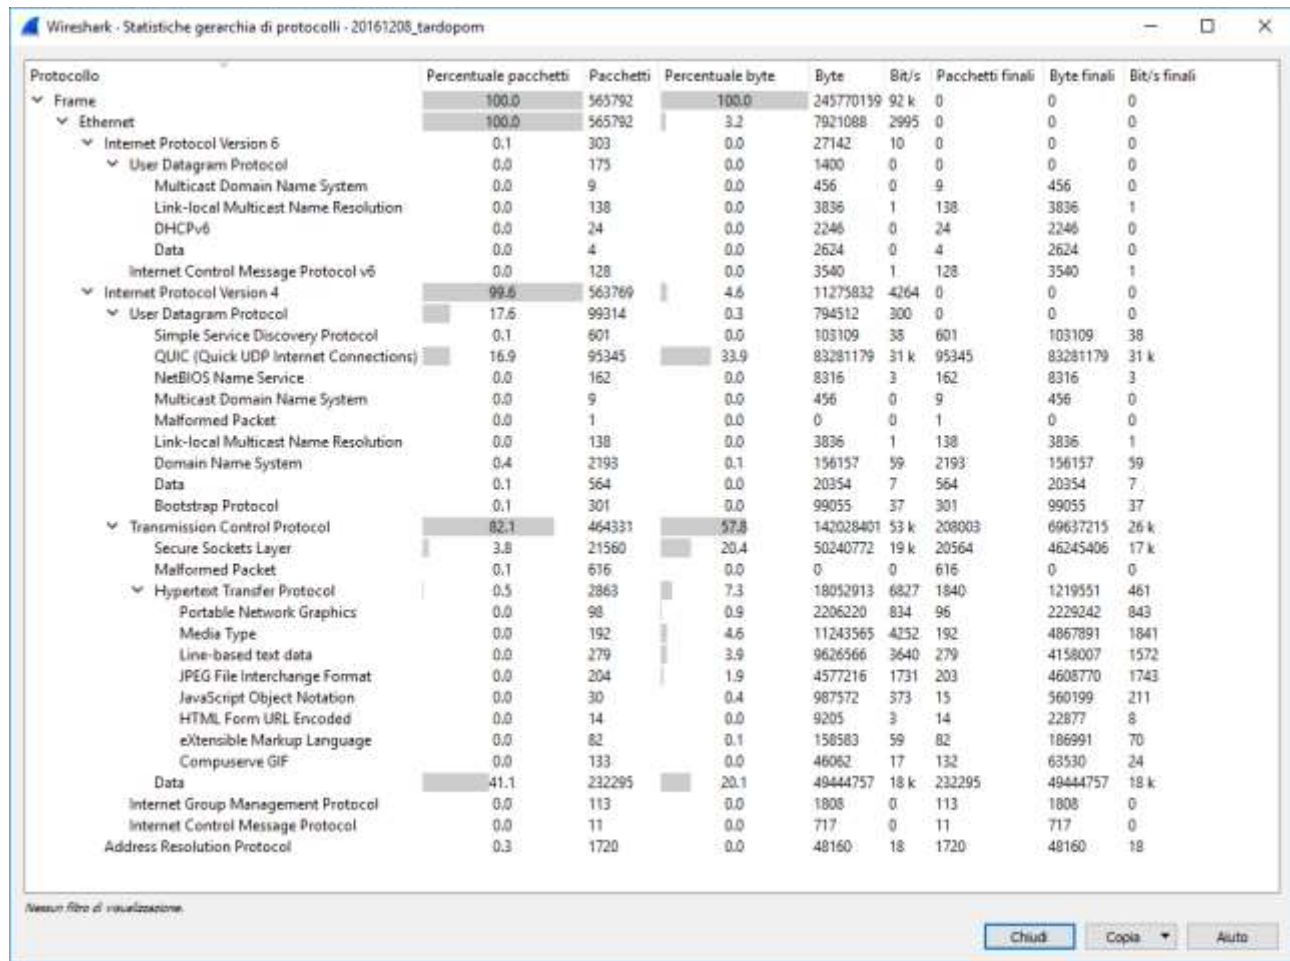 Wireshark · Statistiche gerarchia di protocolli · 20161208_tardopom
Protocollo Percentuale pacchetti Pacchetti Percentuale byte Byte Bit/s Pacchetti finali Byte finali Bit/s finali
Frame 100.0 565792 100.0 245770159 92 k 0 0 0
Ethernet 100.0 565792 3.2 7921088 2995 0 0 0
Internet Protocol Version 6 0.1 303 0.0 27142 10 0 0 0
User Datagram Protocol 0.0 175 0.0 1400 0 0 0 0
Multicast Domain Name System 0.0 9 0.0 456 0 9 456 0
Link-local Multicast Name Resolution 0.0 138 0.0 3836 1 138 3836 1
DHCPv6 0.0 24 0.0 2246 0 24 2246 0
Data 0.0 4 0.0 2624 0 4 2624 0
Internet Control Message Protocol v6 0.0 128 0.0 3540 1 128 3540 1
Internet Protocol Version 4 99.6 563769 4.6 11275832 4264 0 0 0
User Datagram Protocol 17.6 99314 0.3 794512 300 0 0 0
Simple Service Discovery Protocol 0.1 601 0.0 103109 38 601 103109 38
QUIC (Quick UDP Internet Connections) 16.9 95345 33.9 83281179 31 k 95345 83281179 31 k
NetBIOS Name Service 0.0 162 0.0 8316 3 162 8316 3
Multicast Domain Name System 0.0 9 0.0 456 0 9 456 0
Malformed Packet 0.0 1 0.0 0 0 1 0 0
Link-local Multicast Name Resolution 0.0 138 0.0 3836 1 138 3836 1
Domain Name System 0.4 2193 0.1 156157 59 2193 156157 59
Data 0.1 564 0.0 20354 7 564 20354 7
Bootstrap Protocol 0.1 301 0.0 99055 37 301 99055 37
Transmission Control Protocol 82.1 464331 57.8 142028401 53 k 208003 69637215 26 k
Secure Sockets Layer 3.8 21560 20.4 50240772 19 k 20564 46245406 17 k
Malformed Packet 0.1 616 0.0 0 0 616 0 0
Hypertext Transfer Protocol 0.5 2863 7.3 18052913 6827 1840 1219551 461
Portable Network Graphics 0.0 98 0.9 2206220 834 96 2229242 843
Media Type 0.0 192 4.6 11243565 4252 192 4867891 1841
Line-based text data 0.0 279 3.9 9626566 3640 279 4158007 1572
JPEG File Interchange Format 0.0 204 1.9 4577216 1731 203 4608770 1743
JavaScript Object Notation 0.0 30 0.4 987572 373 15 560199 211
HTML Form URL Encoded 0.0 14 0.0 9205 3 14 22877 8
eXtensible Markup Language 0.0 82 0.1 158583 59 82 186991 70
Compuserve GIF 0.0 133 0.0 46062 17 132 63530 24
Data 41.1 232295 20.1 49444757 18 k 232295 49444757 18 k
Internet Group Management Protocol 0.0 113 0.0 1808 0 113 1808 0
Internet Control Message Protocol 0.0 11 0.0 717 0 11 717 0
Address Resolution Protocol 0.3 1720 0.0 48160 18 1720 48160 18
Nessun filtro di visualizzazione.
Chiudi Copia Aiuto